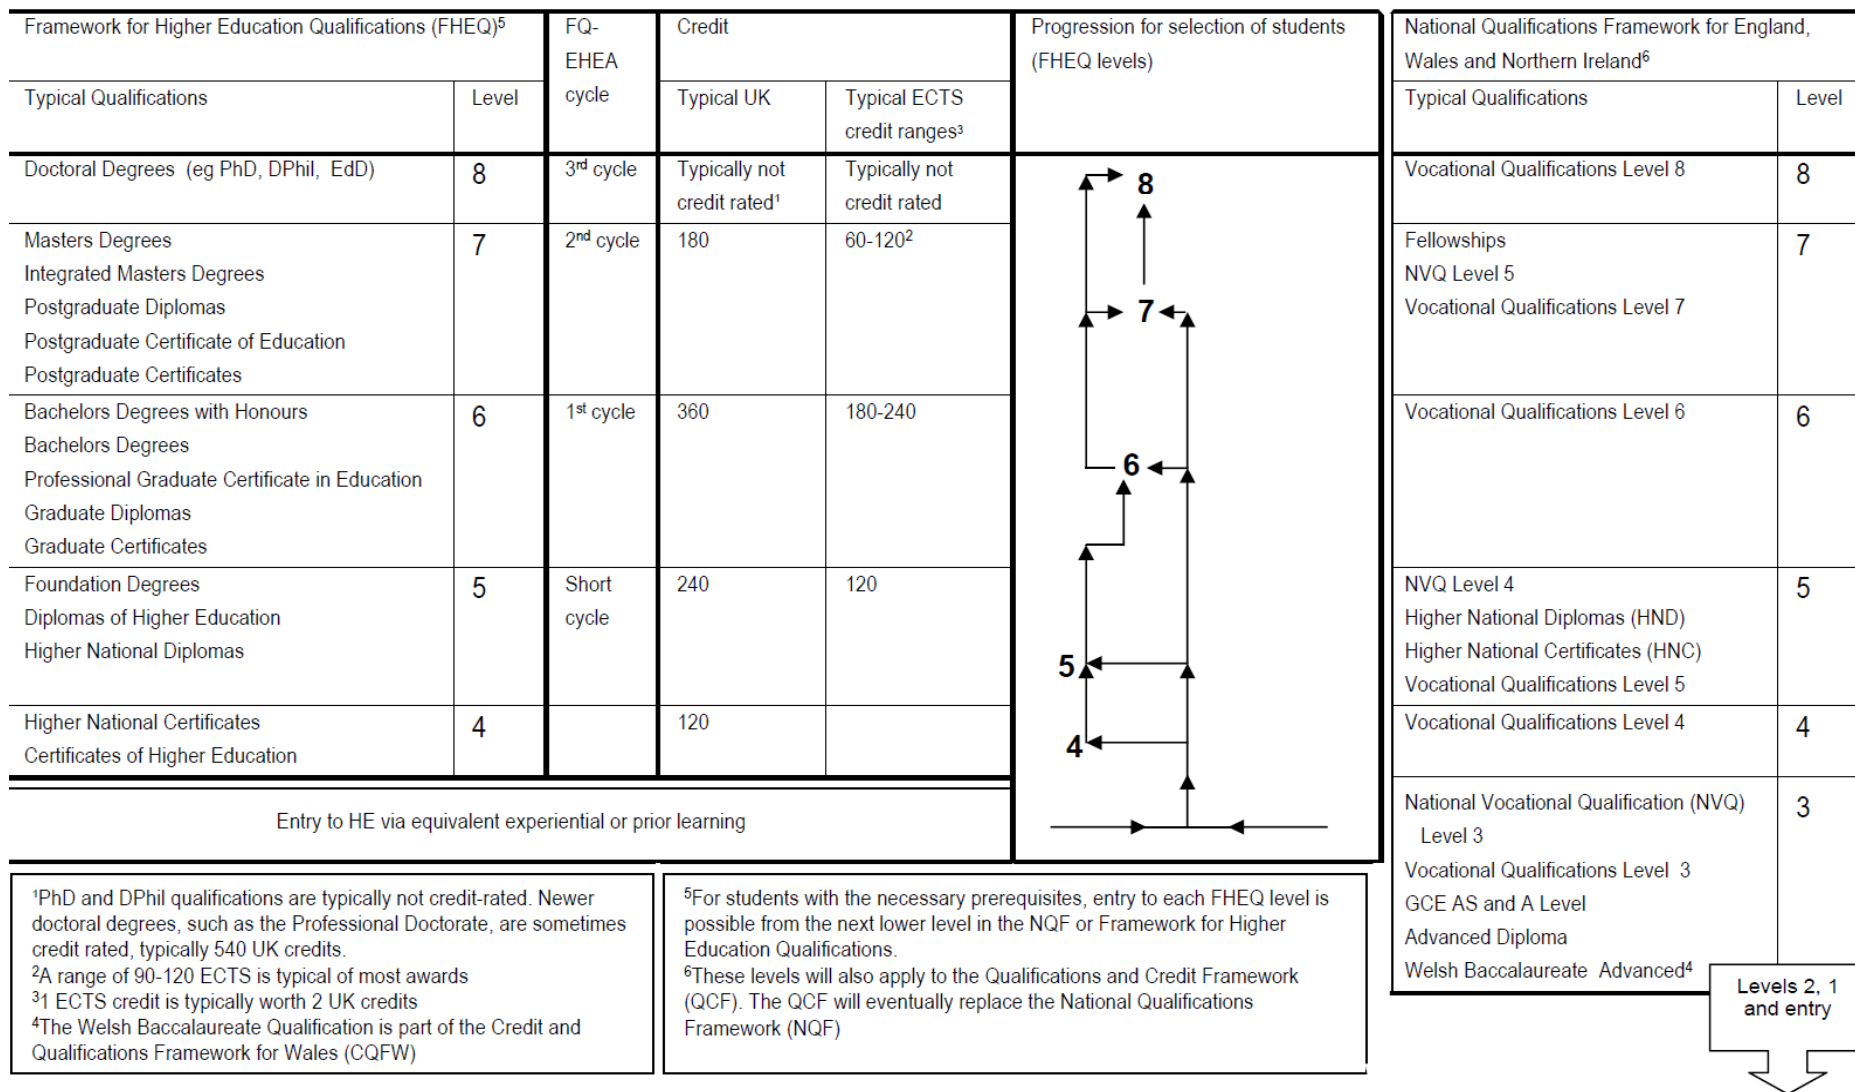 Framework for Higher Education Qualifications (FHEQ)⁵
Typical Qualifications
Level
FQ-
EHEA
cycle
Credit
Typical UK
Typical ECTS
credit ranges³
Progression for selection of students
(FHEQ levels)
National Qualifications Framework for England,
Wales and Northern Ireland⁶
Typical Qualifications
Level
Doctoral Degrees (eg PhD, DPhil, EdD)
8
3rd cycle
Typically not
credit rated¹
Typically not
credit rated
8
Vocational Qualifications Level 8
8
Masters Degrees
Integrated Masters Degrees
Postgraduate Diplomas
Postgraduate Certificate of Education
Postgraduate Certificates
7
2nd cycle
180
60-120²
7
Fellowships
NVQ Level 5
Vocational Qualifications Level 7
7
Bachelors Degrees with Honours
Bachelors Degrees
Professional Graduate Certificate in Education
Graduate Diplomas
Graduate Certificates
6
1st cycle
360
180-240
6
Vocational Qualifications Level 6
6
Foundation Degrees
Diplomas of Higher Education
Higher National Diplomas
5
Short
cycle
240
120
5
NVQ Level 4
Higher National Diplomas (HND)
Higher National Certificates (HNC)
Vocational Qualifications Level 5
5
Higher National Certificates
Certificates of Higher Education
4
120
4
Vocational Qualifications Level 4
4
Entry to HE via equivalent experiential or prior learning
National Vocational Qualification (NVQ)
Level 3
Vocational Qualifications Level 3
GCE AS and A Level
Advanced Diploma
Welsh Baccalaureate Advanced⁴
3
Levels 2, 1
and entry
¹PhD and DPhil qualifications are typically not credit-rated. Newer
doctoral degrees, such as the Professional Doctorate, are sometimes
credit rated, typically 540 UK credits.
²A range of 90-120 ECTS is typical of most awards
³1 ECTS credit is typically worth 2 UK credits
⁴The Welsh Baccalaureate Qualification is part of the Credit and
Qualifications Framework for Wales (CQFW)
⁵For students with the necessary prerequisites, entry to each FHEQ level is
possible from the next lower level in the NQF or Framework for Higher
Education Qualifications.
⁶These levels will also apply to the Qualifications and Credit Framework
(QCF). The QCF will eventually replace the National Qualifications
Framework (NQF)